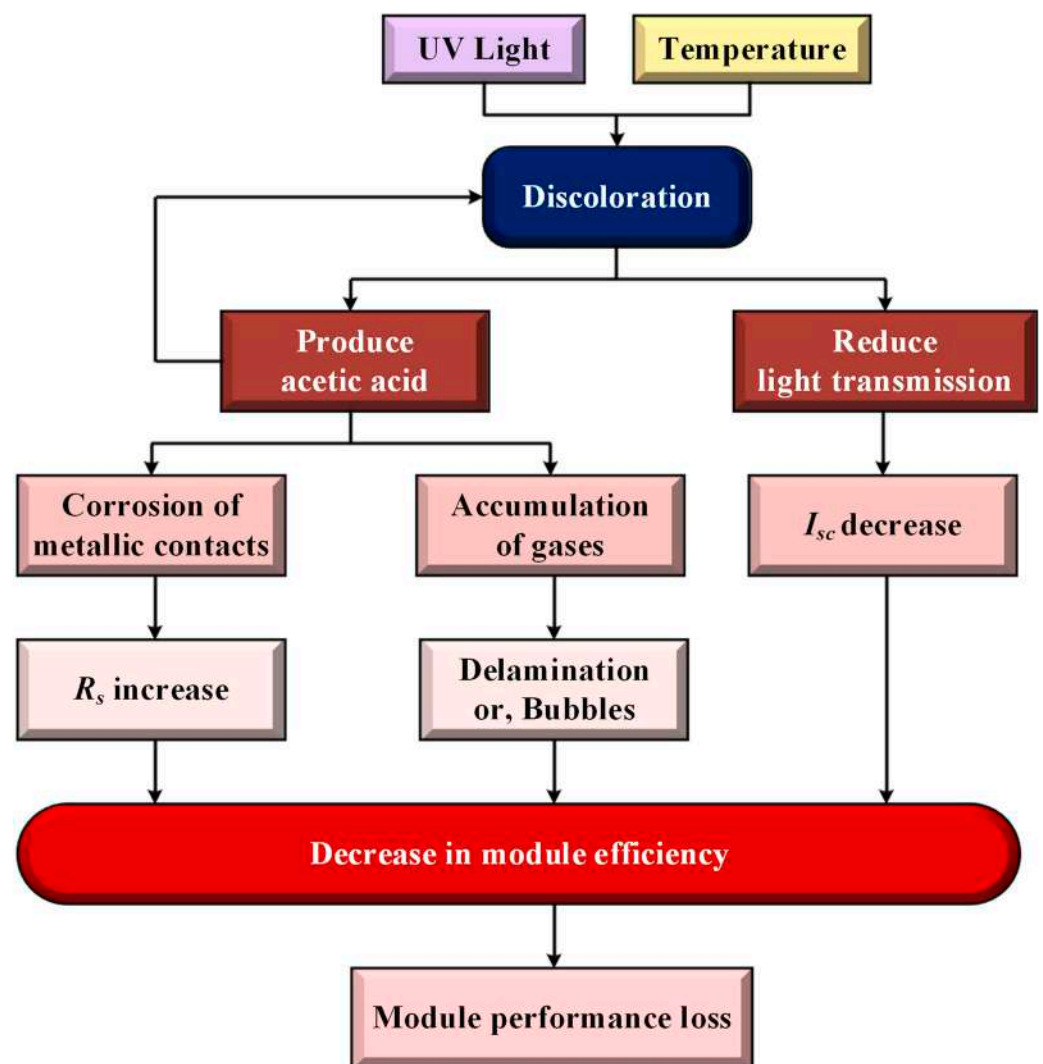 UV Light
Temperature
Discoloration
Produce
acetic acid
Reduce
light transmission
Corrosion of
metallic contacts
Accumulation
of gases
Isc decrease
Rs increase
Delamination
or, Bubbles
Decrease in module efficiency
Module performance loss